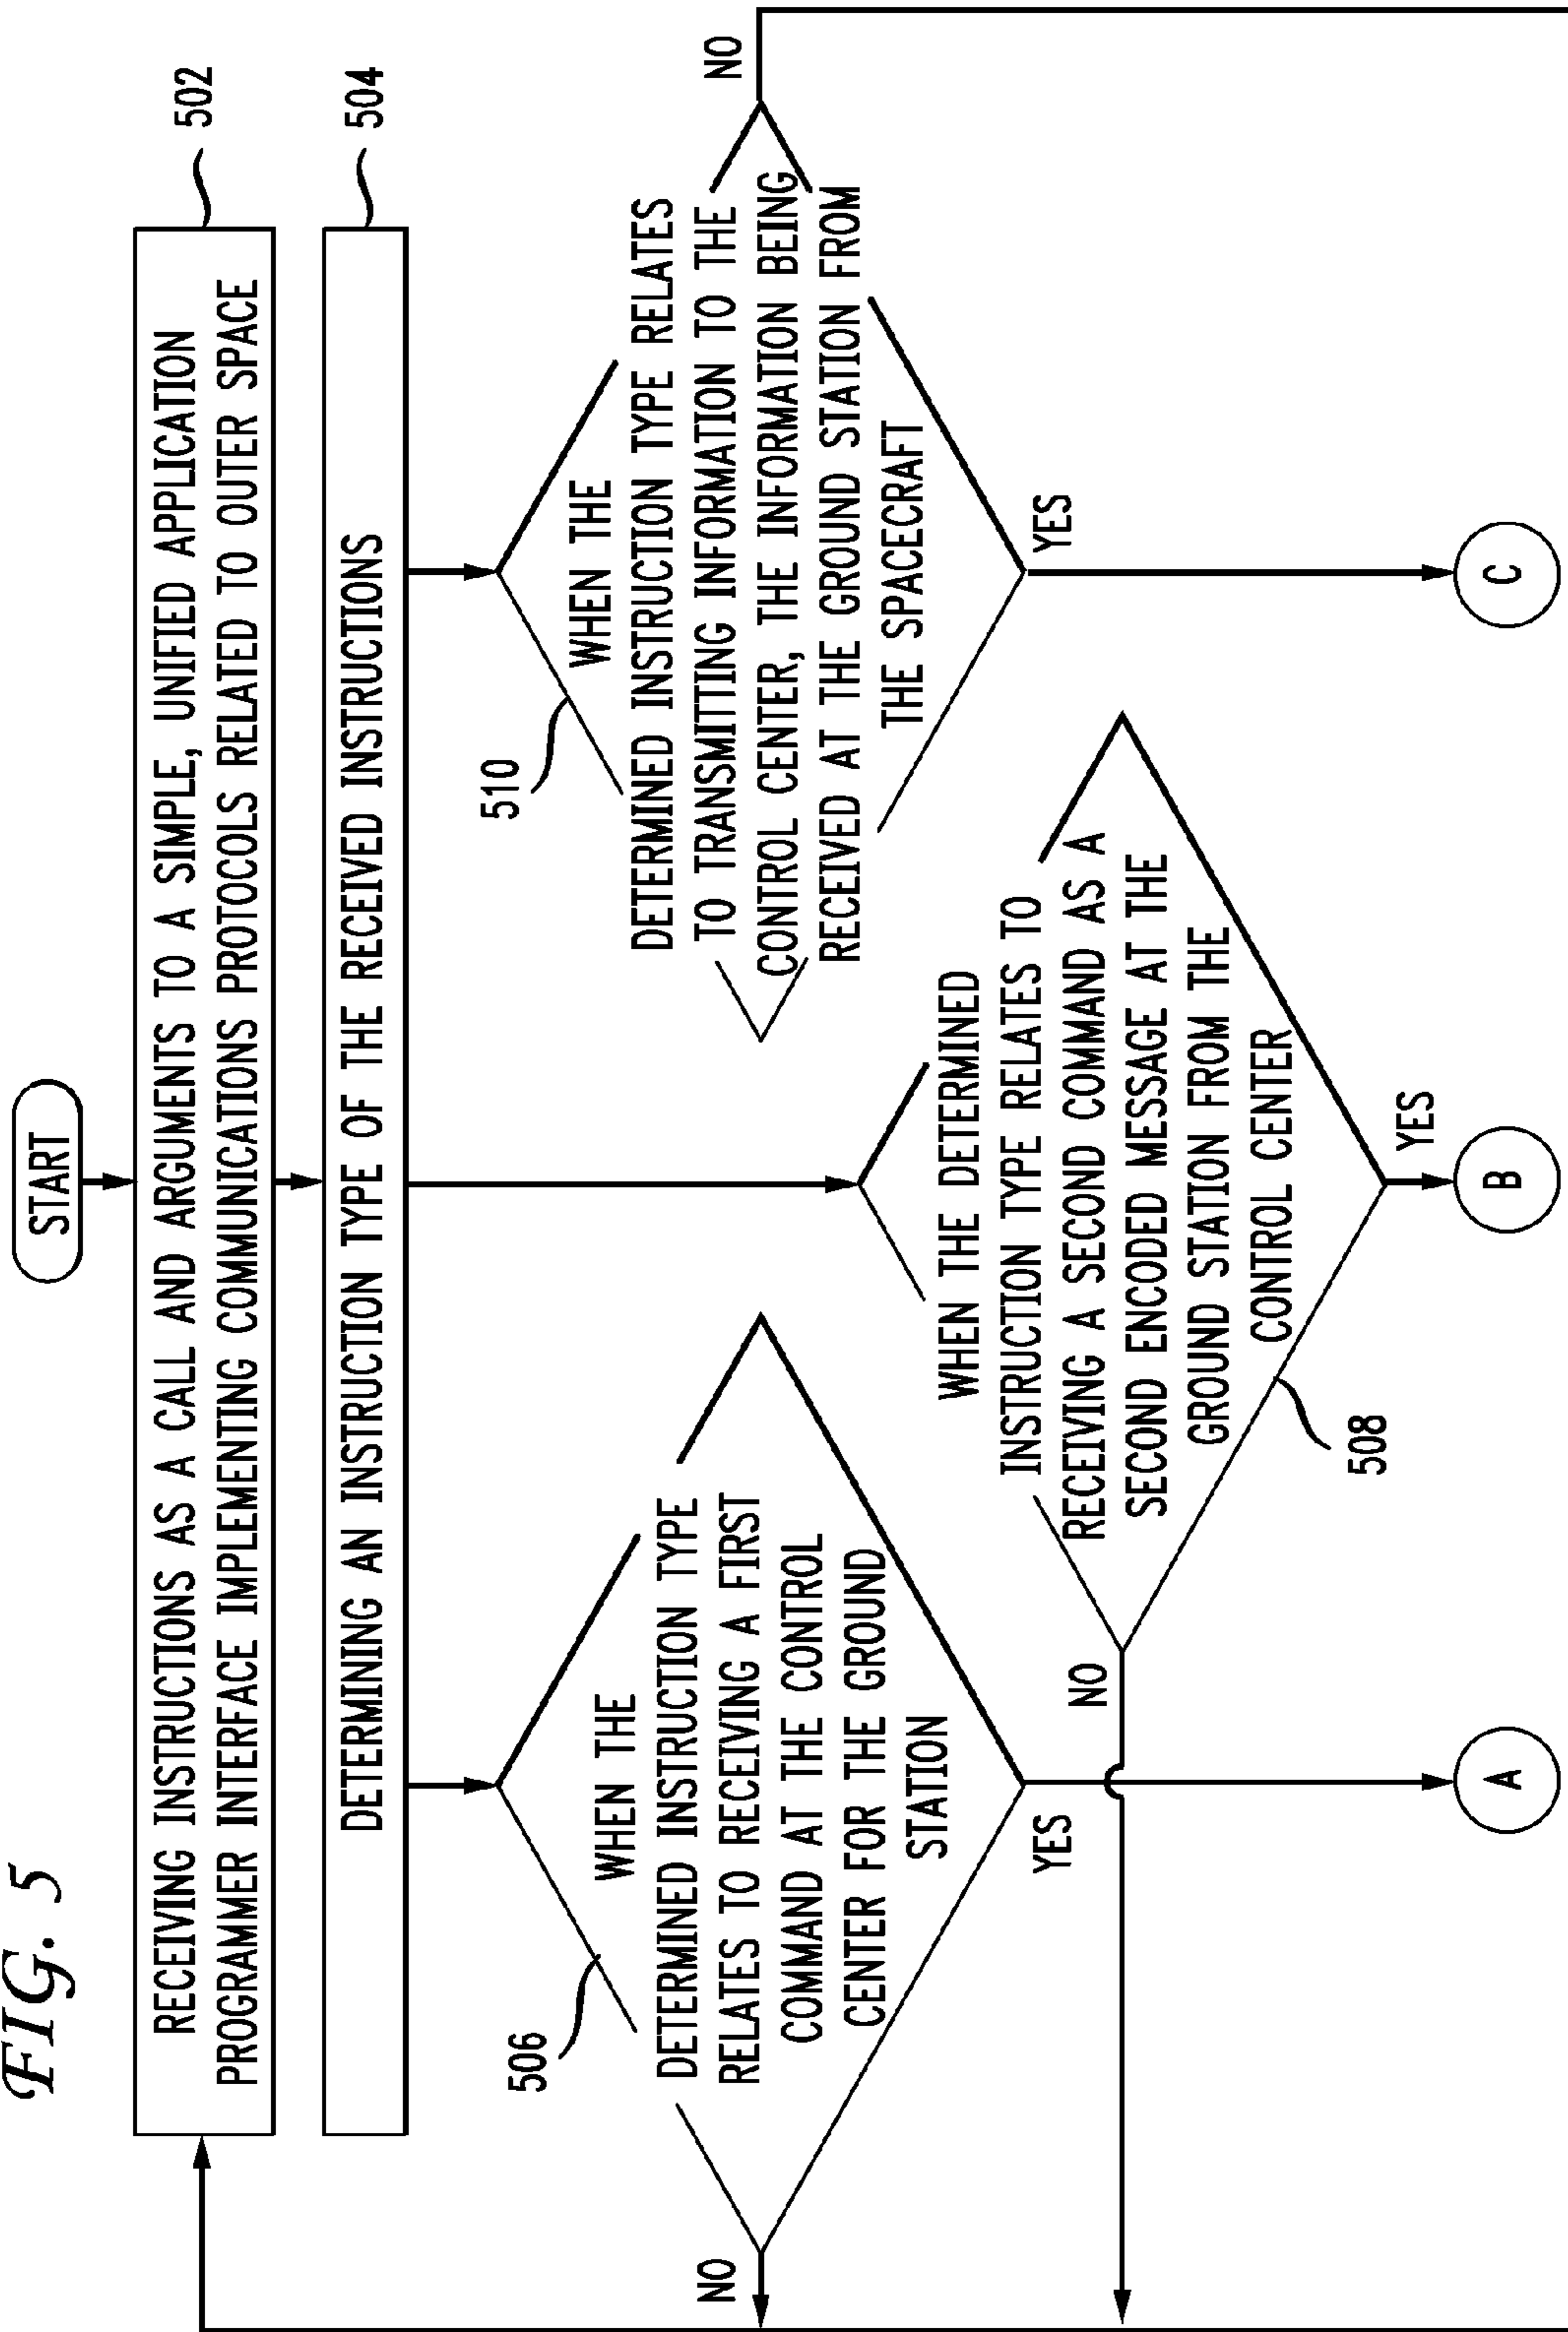 FIG. 5
START
RECEIVING INSTRUCTIONS AS A CALL AND ARGUMENTS TO A SIMPLE, UNIFIED APPLICATION
PROGRAMMER INTERFACE IMPLEMENTING COMMUNICATIONS PROTOCOLS RELATED TO OUTER SPACE
502
DETERMINING AN INSTRUCTION TYPE OF THE RECEIVED INSTRUCTIONS
504
506
WHEN THE
DETERMINED INSTRUCTION TYPE
RELATES TO RECEIVING A FIRST
COMMAND AT THE CONTROL
CENTER FOR THE GROUND
STATION
NO
YES
A
WHEN THE DETERMINED
INSTRUCTION TYPE RELATES TO
RECEIVING A SECOND COMMAND AS A
SECOND ENCODED MESSAGE AT THE
GROUND STATION FROM THE
CONTROL CENTER
508
NO
YES
B
510
WHEN THE
DETERMINED INSTRUCTION TYPE RELATES
TO TRANSMITTING INFORMATION TO THE
CONTROL CENTER, THE INFORMATION BEING
RECEIVED AT THE GROUND STATION FROM
THE SPACECRAFT
NO
YES
C